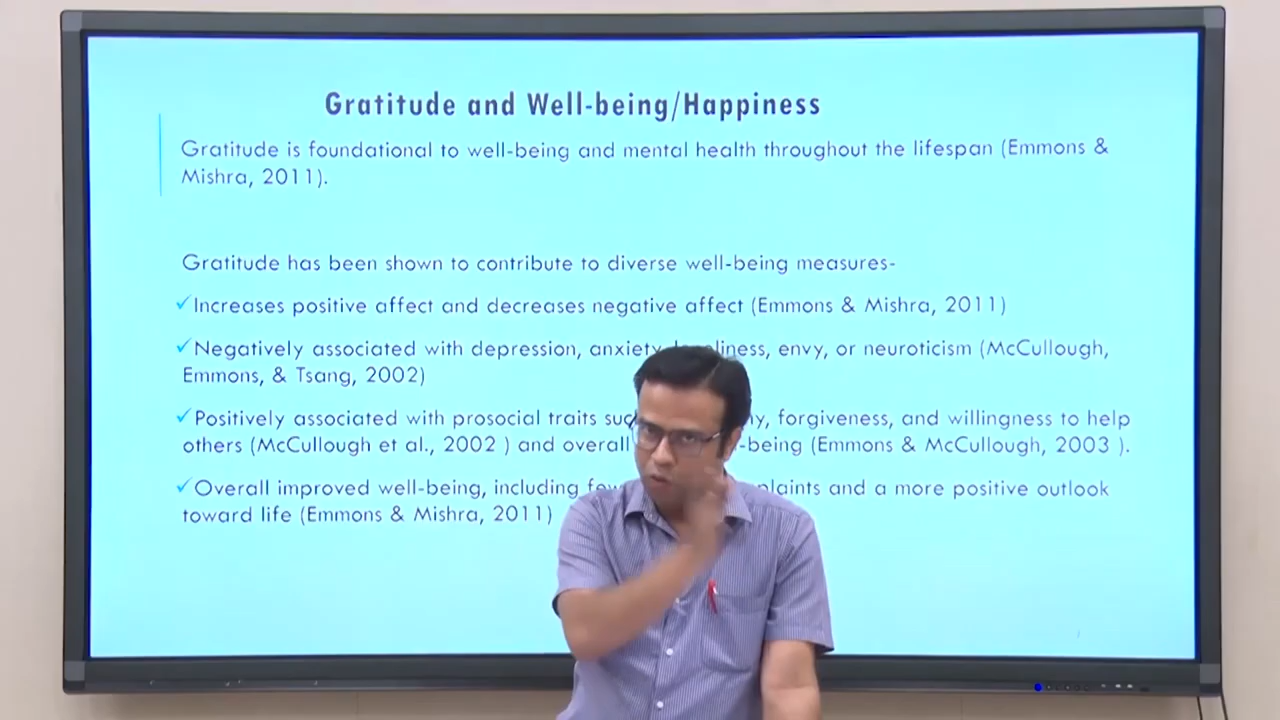 Gratitude and Well-being/Happiness
Gratitude is foundational to well-being and mental health throughout the lifespan (Emmons &
Mishra, 2011).
Gratitude has been shown to contribute to diverse well-being measures-
✓Increases positive affect and decreases negative affect (Emmons & Mishra, 2011)
✓Negatively associated with depression, anxiety, envy, or neuroticism (McCullough,
Emmons, & Tsang, 2002)
✓Positively associated with prosocial traits forgiveness, and willingness to help
others (McCullough et al., 2002 ) and overall -being (Emmons & McCullough, 2003 ).
✓Overall improved well-being, including and a more positive outlook
toward life (Emmons & Mishra, 2011)